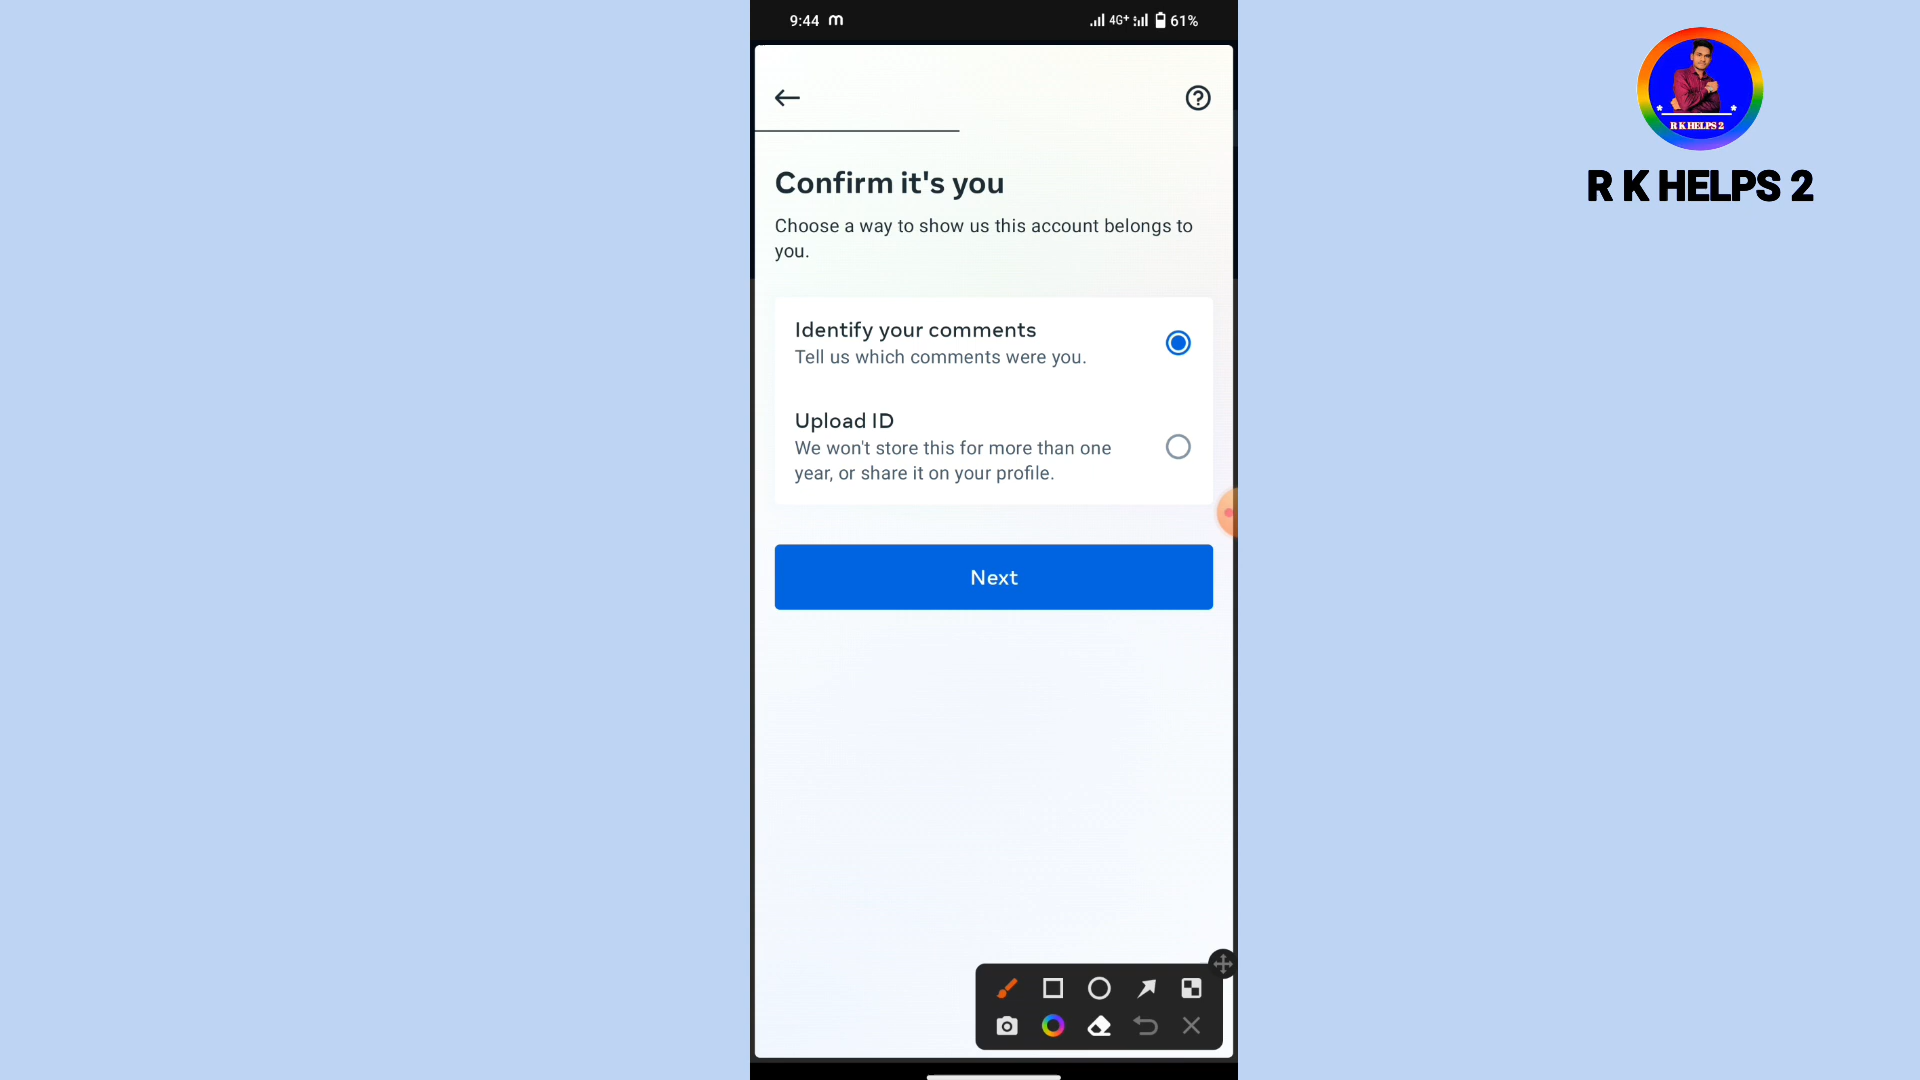 9:44
4G+
61%
R K HELPS 2
R K HELPS 2
Confirm it's you
Choose a way to show us this account belongs to
you.
Identify your comments
Tell us which comments were you.
Upload ID
We won't store this for more than one
year, or share it on your profile.
Next